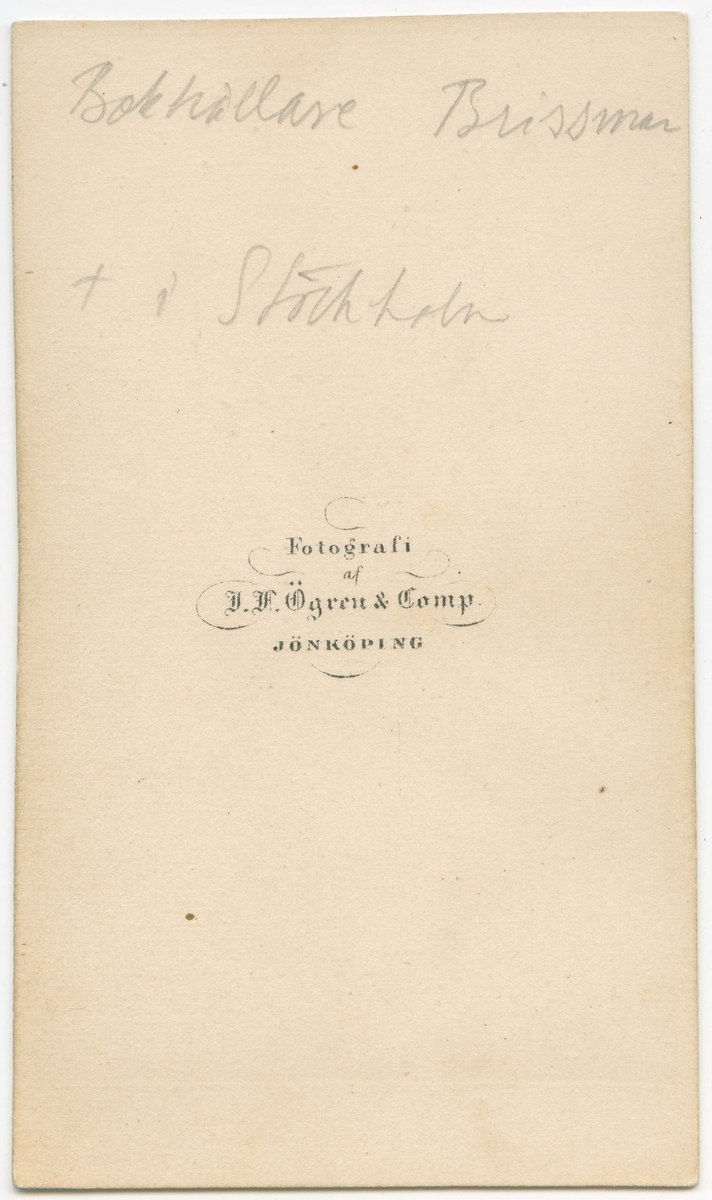 Bokhållare Brissman
+ i Stockholm
Fotografi
af
J. F. Ögren & Comp.
JÖNKÖPING